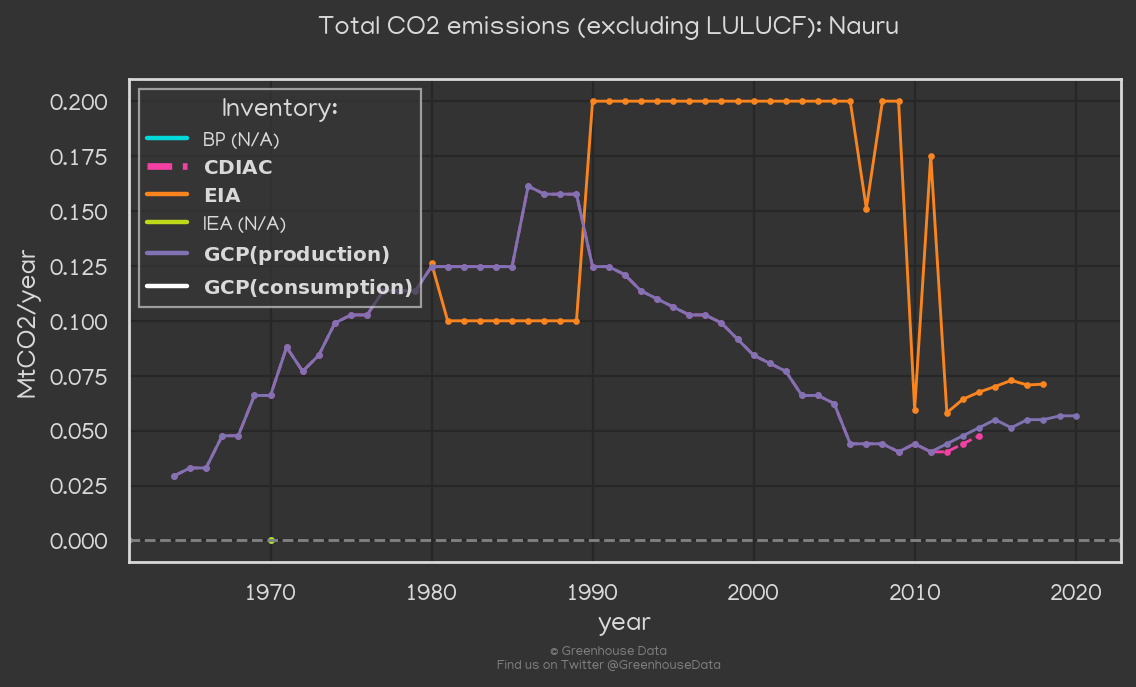 Total CO2 emissions (excluding LULUCF): Nauru
Inventory:
BP (N/A)
CDIAC
EIA
IEA (N/A)
GCP(production)
GCP(consumption)
MtCO2/year
0.200
0.175
0.150
0.125
0.100
0.075
0.050
0.025
0.000
1970 1980 1990 2000 2010 2020
year
© Greenhouse Data
Find us on Twitter @GreenhouseData